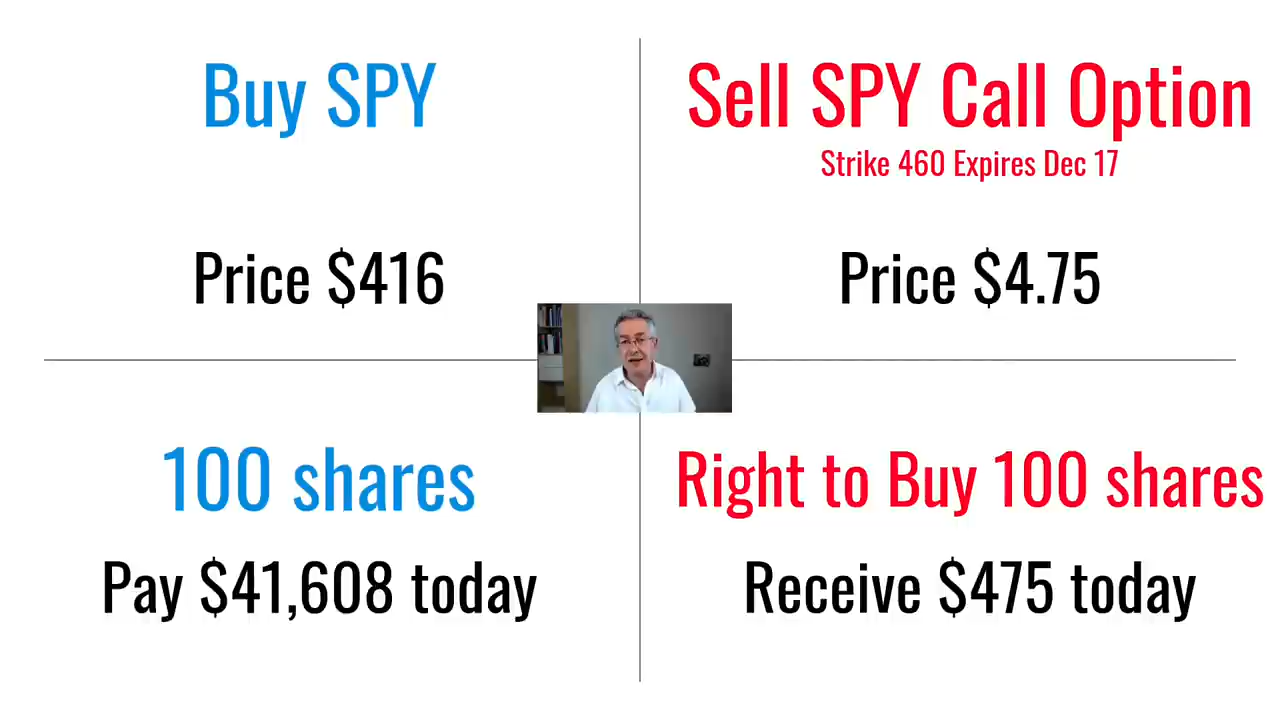 Buy SPY
Price $416
100 shares
Pay $41,608 today
Sell SPY Call Option
Strike 460 Expires Dec 17
Price $4.75
Right to Buy 100 shares
Receive $475 today